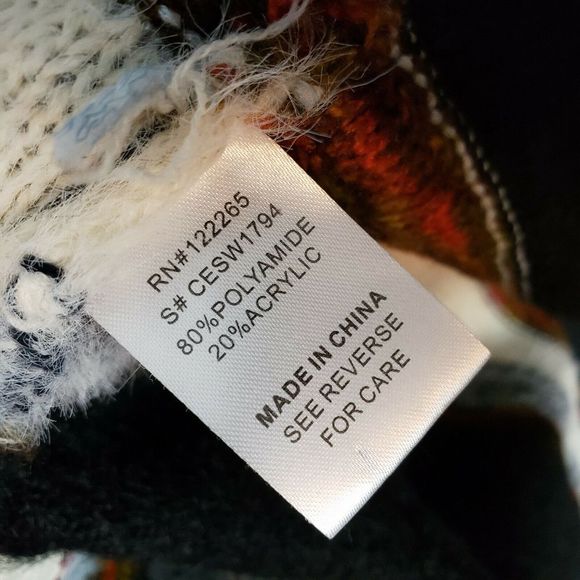 RN#122265
S# CESW1794
80%POLYAMIDE
20%ACRYLIC
MADE IN CHINA
SEE REVERSE
FOR CARE